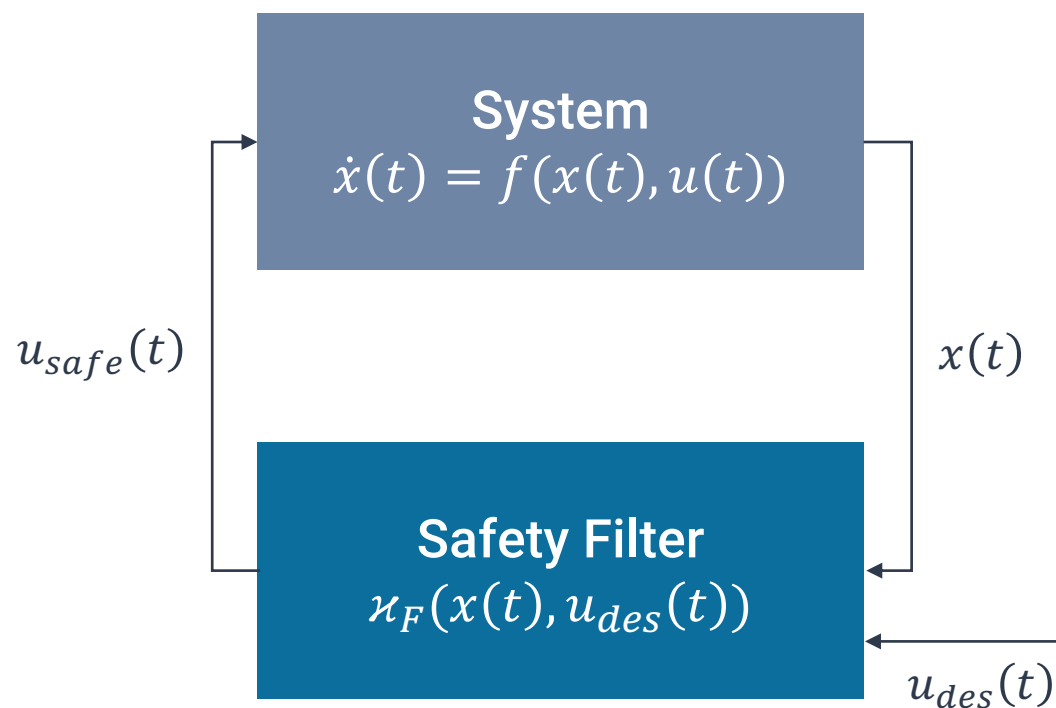 System
ẋ(t) = f(x(t), u(t))
u_safe(t)
x(t)
Safety Filter
ϰ_F(x(t), u_des(t))
u_des(t)